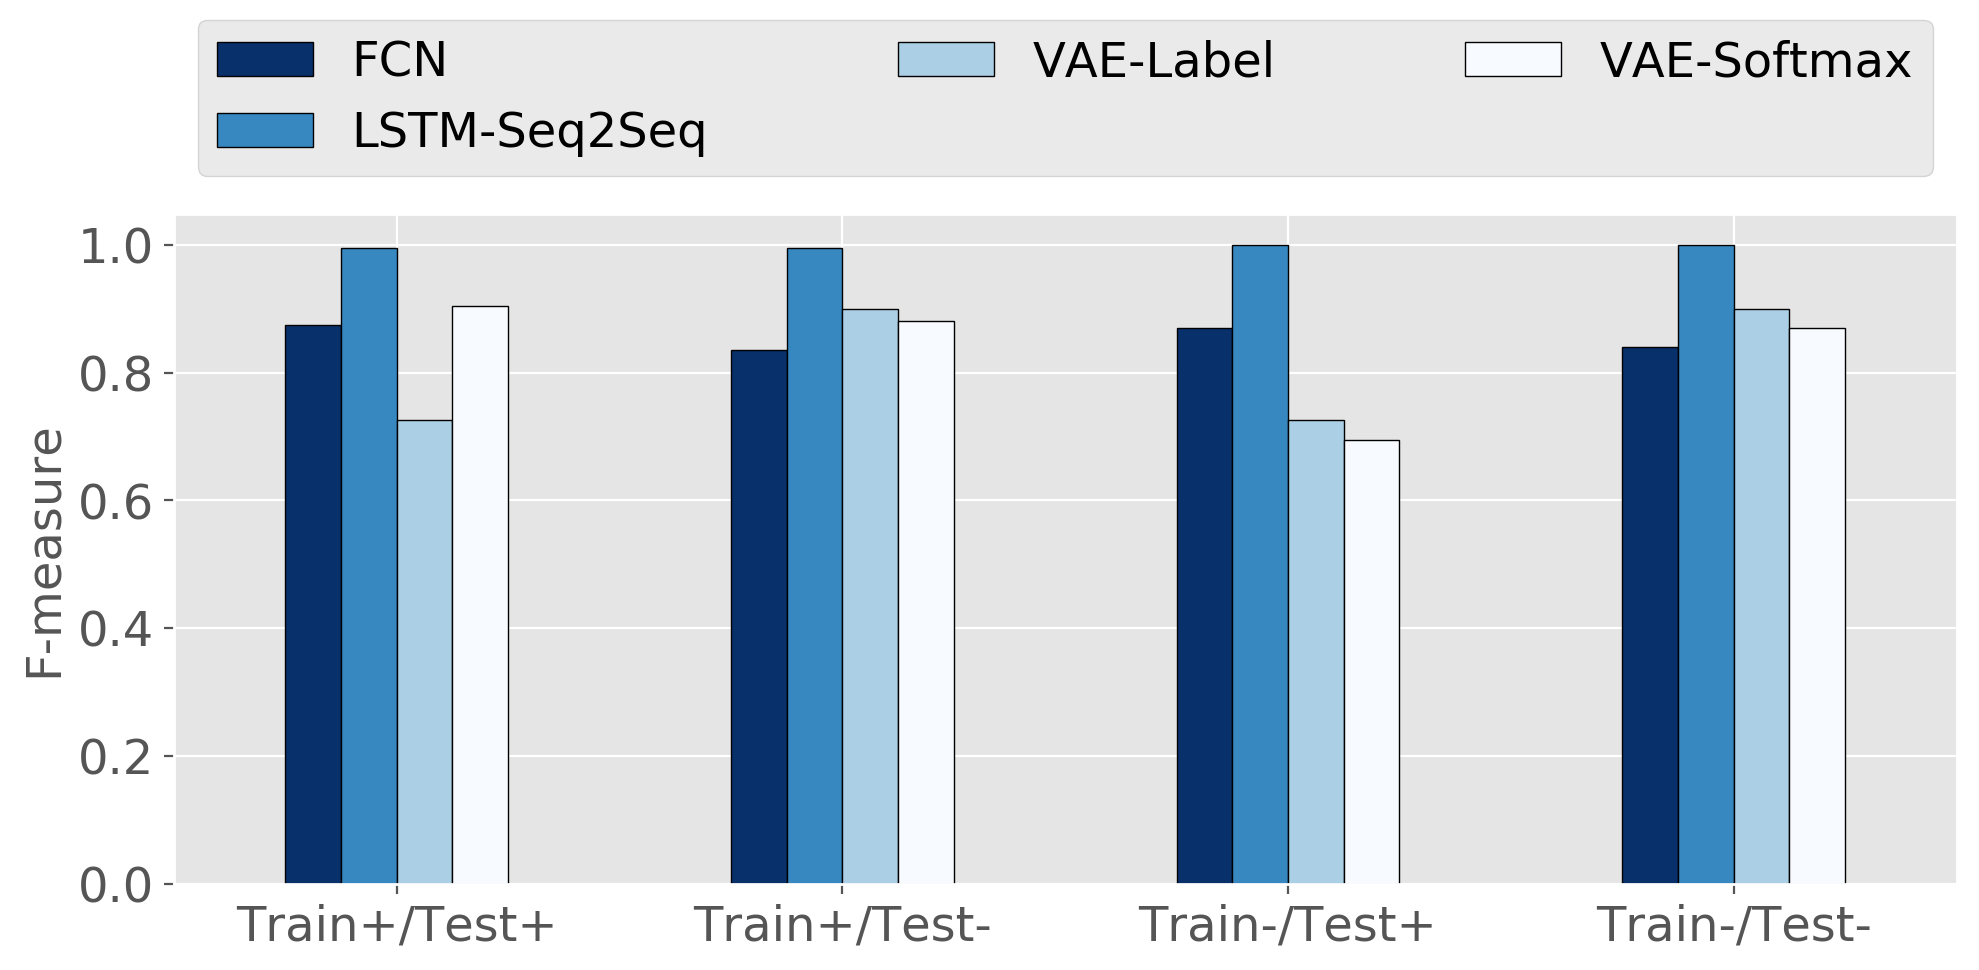 FCN
LSTM-Seq2Seq
VAE-Label
VAE-Softmax
F-measure
1.0
0.8
0.6
0.4
0.2
0.0
Train+/Test+
Train+/Test-
Train-/Test+
Train-/Test-